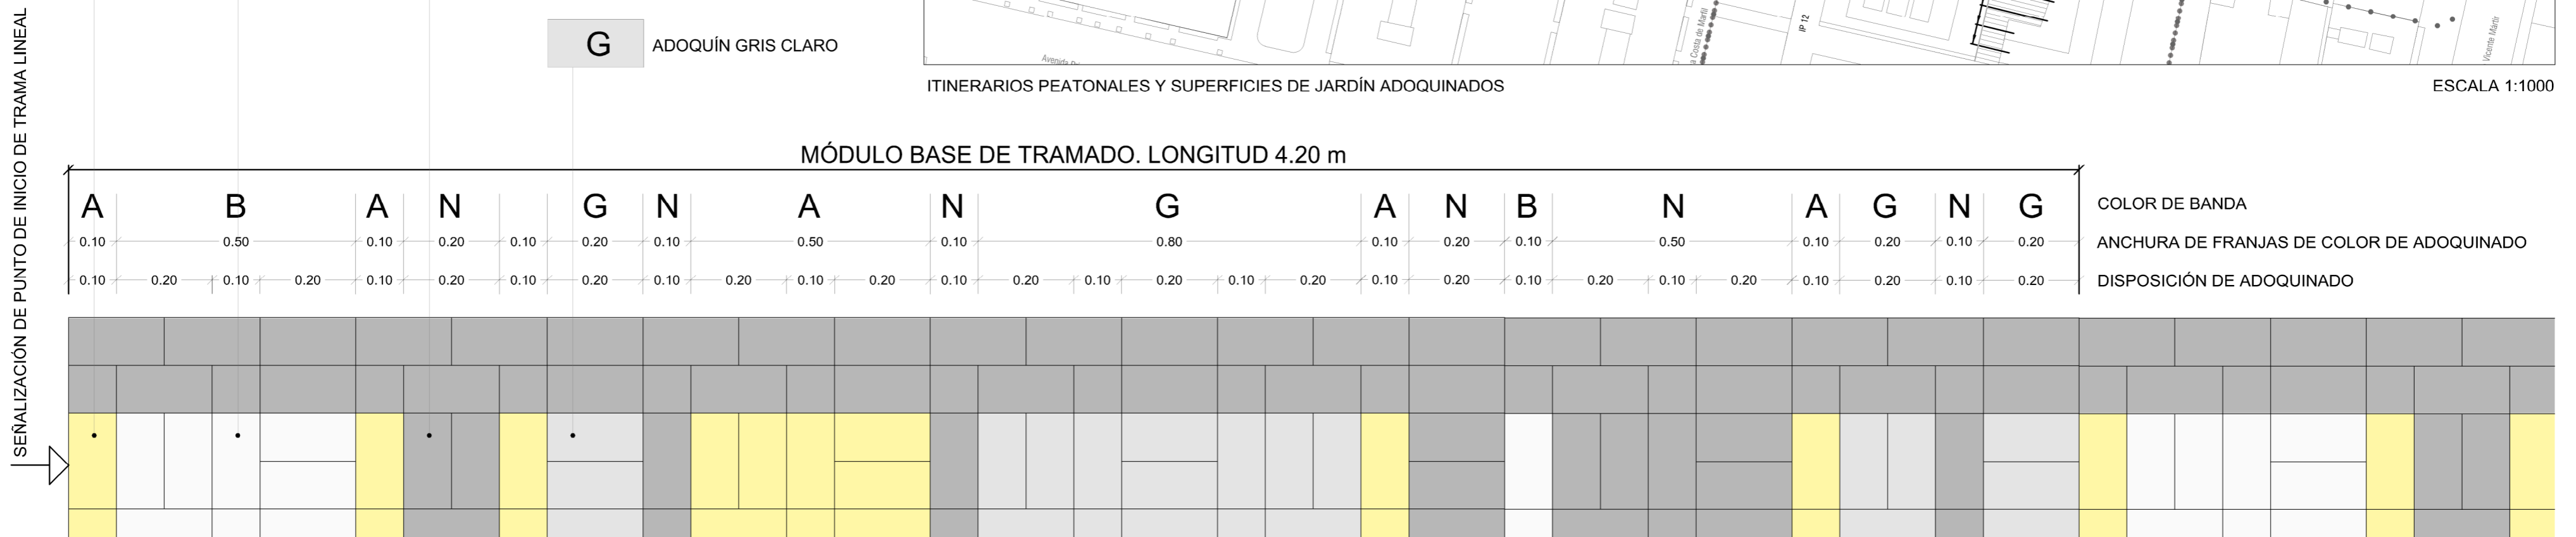 SEÑALIZACIÓN DE PUNTO DE INICIO DE TRAMA LINEAL
G ADOQUÍN GRIS CLARO
a Costa de Marfil
IP 12
Vicente Marfil
ITINERARIOS PEATONALES Y SUPERFICIES DE JARDÍN ADOQUINADOS
ESCALA 1:1000
MÓDULO BASE DE TRAMADO. LONGITUD 4.20 m
A B A N G N A N G A N B N A G N G COLOR DE BANDA
0.10 0.50 0.10 0.20 0.10 0.20 0.10 0.50 0.10 0.80 0.10 0.20 0.10 0.50 0.10 0.20 0.10 0.20 ANCHURA DE FRANJAS DE COLOR DE ADOQUINADO
0.10 0.20 0.10 0.20 0.10 0.20 0.10 0.20 0.10 0.20 0.10 0.20 0.10 0.20 0.10 0.20 0.10 0.20 0.10 0.20 0.10 0.20 0.10 0.20 0.10 0.20 0.10 0.20 DISPOSICIÓN DE ADOQUINADO